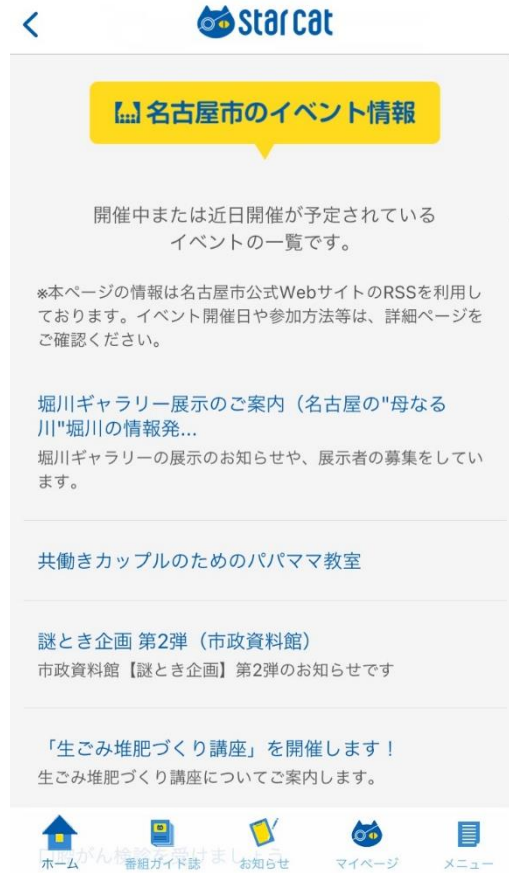 starcat
名古屋市のイベント情報
開催中または近日開催が予定されている
イベントの一覧です。
※本ページの情報は名古屋市公式WebサイトのRSSを利用し
ております。イベント開催日や参加方法等は、詳細ページを
ご確認ください。
堀川ギャラリー展示のご案内（名古屋の"母なる
川"堀川の情報発...
堀川ギャラリーの展示のお知らせや、展示者の募集をしてい
ます。
共働きカップルのためのパパママ教室
謎とき企画 第2弾（市政資料館）
市政資料館【謎とき企画】第2弾のお知らせです
「生ごみ堆肥づくり講座」を開催します！
生ごみ堆肥づくり講座についてご案内します。
口腔がん検診を受けましょう
ホーム 番組ガイド誌 お知らせ マイページ メニュー